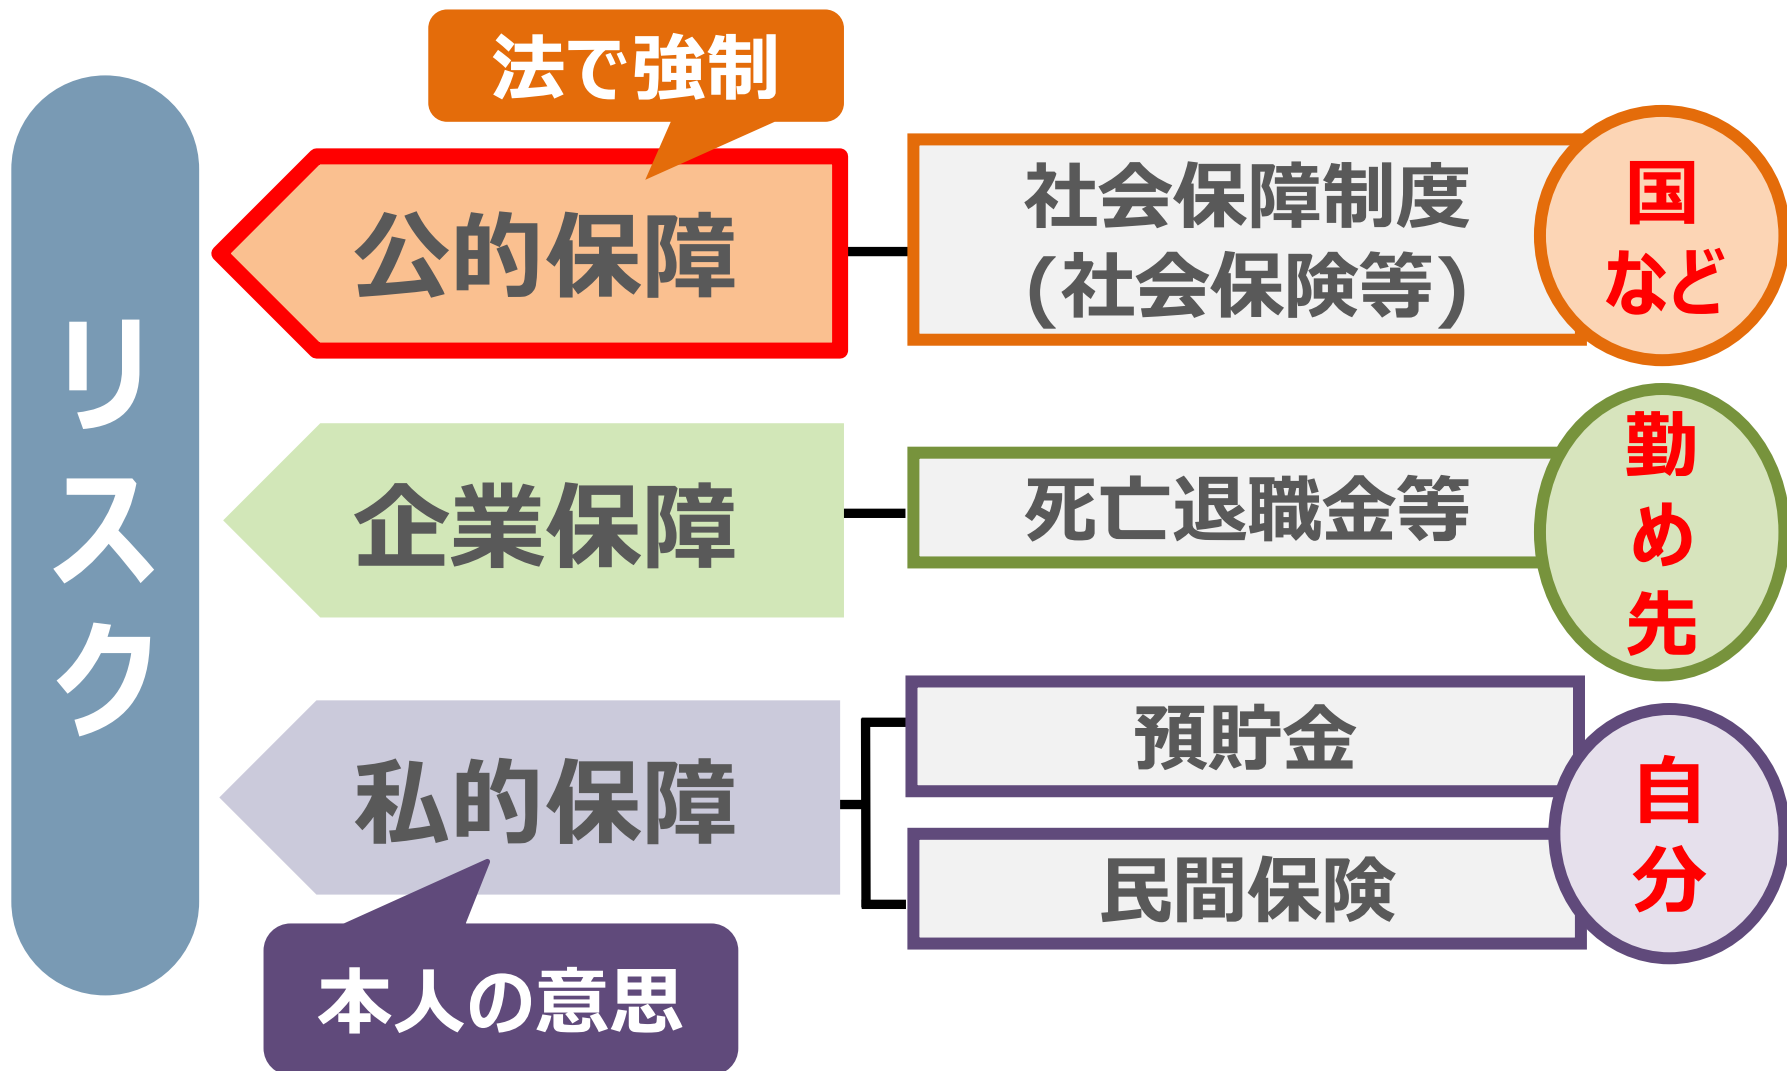 リスク
法で強制
公的保障
社会保障制度
(社会保険等)
国
など
企業保障
死亡退職金等
勤め先
私的保障
預貯金
民間保険
自分
本人の意思